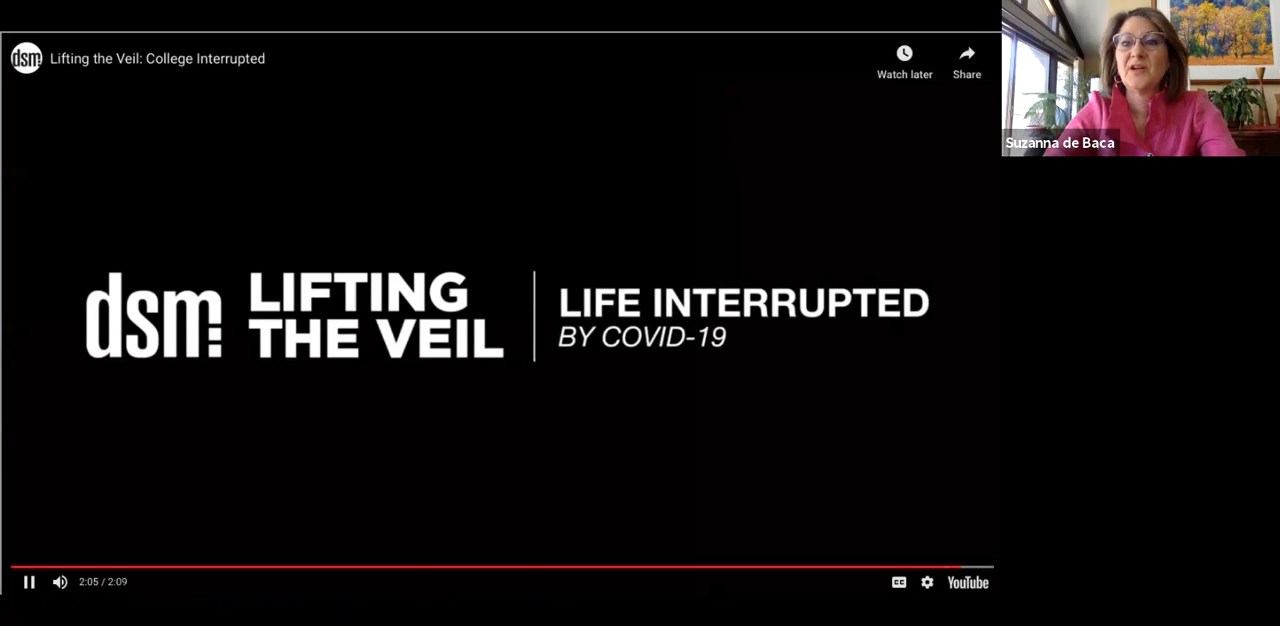 dsm
Lifting the Veil: College Interrupted
Watch later
Share
Suzanna de Baca
dsm
LIFTING
THE VEIL
LIFE INTERRUPTED
BY COVID-19
2:05 / 2:09
CC
YouTube